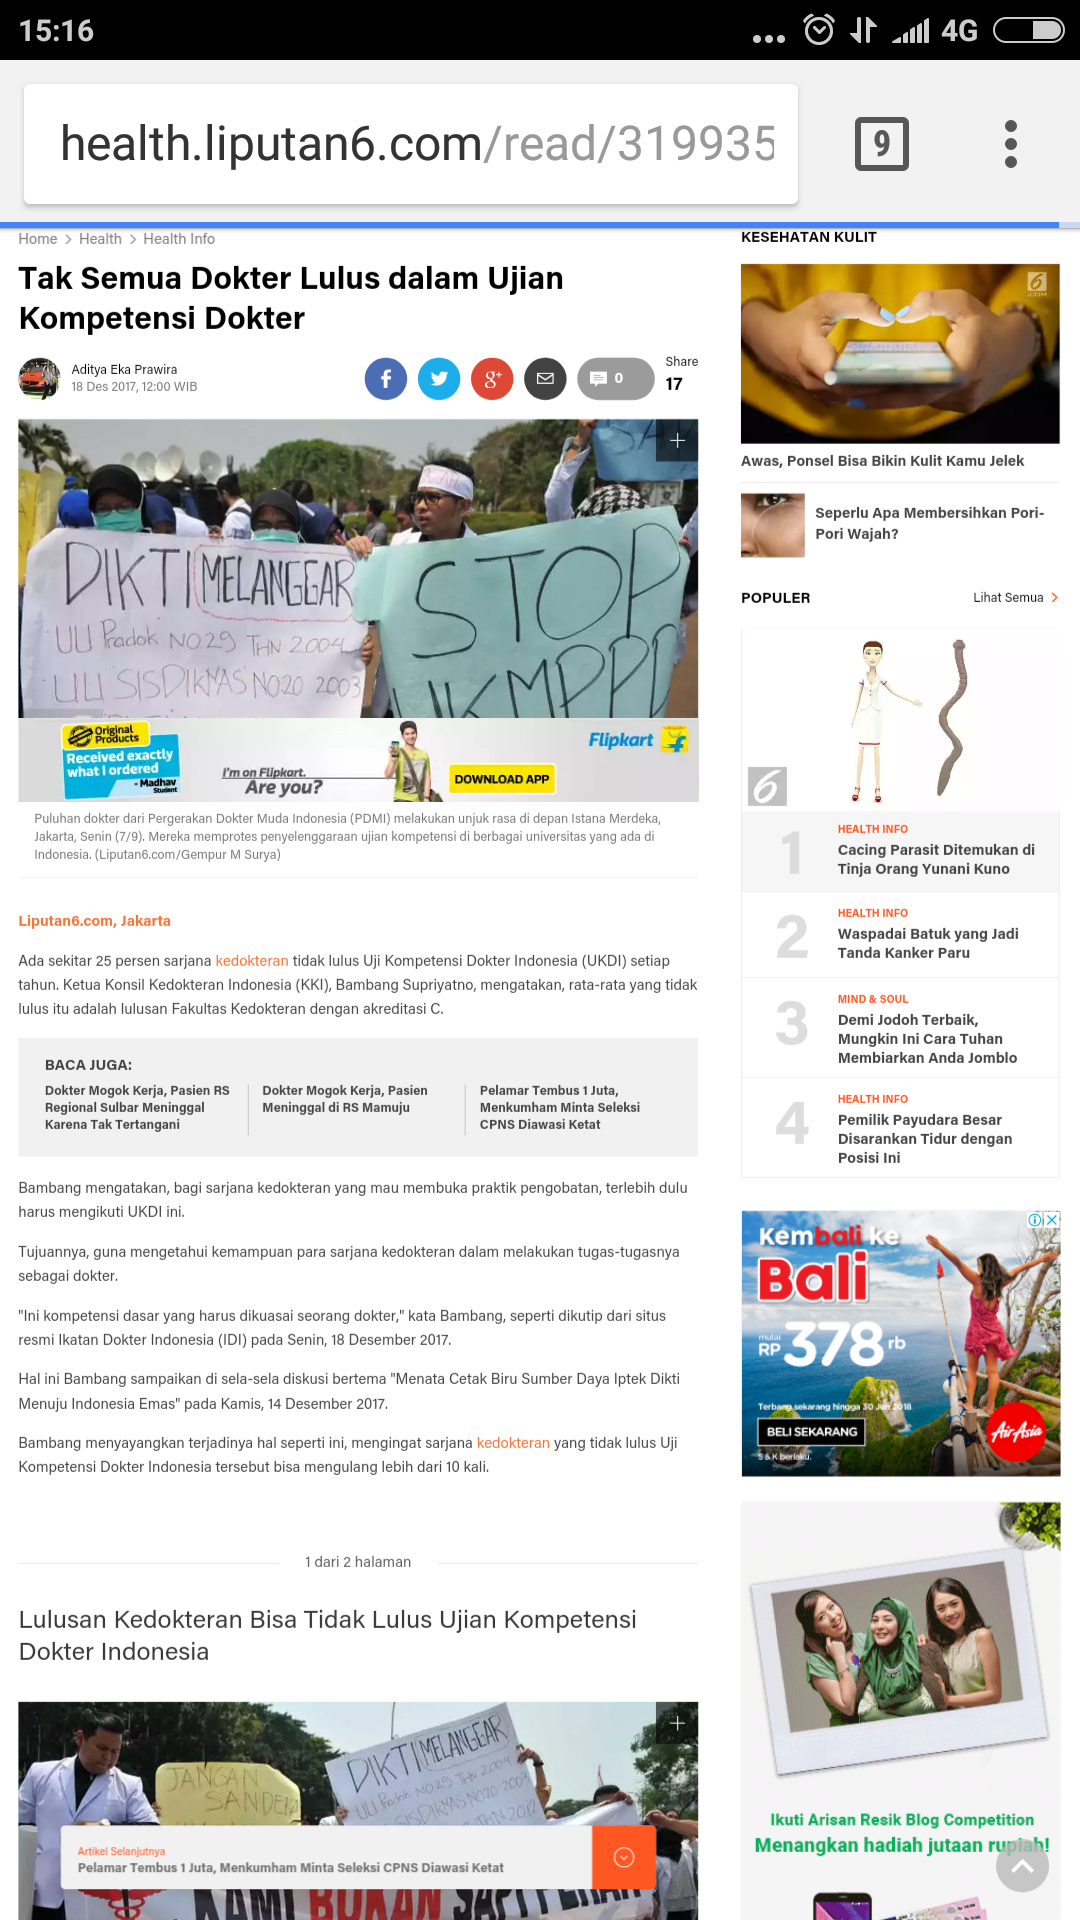 15:16
4G
health.liputan6.com/read/319935
9
Home > Health > Health Info
Tak Semua Dokter Lulus dalam Ujian
Kompetensi Dokter
Aditya Eka Prawira
18 Des 2017, 12:00 WIB
0
Share
17
DIKTI MELANGGAR
UU Pradok NO 29 THN 2004
UU SISDIKNAS NO 20 2003
STOP
UKMPPD
Original
Products
Received exactly
what I ordered
- Madhav
Student
I'm on Flipkart.
Are you?
DOWNLOAD APP
Flipkart
Puluhan dokter dari Pergerakan Dokter Muda Indonesia (PDMI) melakukan unjuk rasa di depan Istana Merdeka,
Jakarta, Senin (7/9). Mereka memprotes penyelenggaraan ujian kompetensi di berbagai universitas yang ada di
Indonesia. (Liputan6.com/Gempur M Surya)
Liputan6.com, Jakarta
Ada sekitar 25 persen sarjana kedokteran tidak lulus Uji Kompetensi Dokter Indonesia (UKDI) setiap
tahun. Ketua Konsil Kedokteran Indonesia (KKI), Bambang Supriyatno, mengatakan, rata-rata yang tidak
lulus itu adalah lulusan Fakultas Kedokteran dengan akreditasi C.
BACA JUGA:
Dokter Mogok Kerja, Pasien RS
Regional Sulbar Meninggal
Karena Tak Tertangani
Dokter Mogok Kerja, Pasien
Meninggal di RS Mamuju
Pelamar Tembus 1 Juta,
Menkumham Minta Seleksi
CPNS Diawasi Ketat
Bambang mengatakan, bagi sarjana kedokteran yang mau membuka praktik pengobatan, terlebih dulu
harus mengikuti UKDI ini.
Tujuannya, guna mengetahui kemampuan para sarjana kedokteran dalam melakukan tugas-tugasnya
sebagai dokter.
"Ini kompetensi dasar yang harus dikuasai seorang dokter," kata Bambang, seperti dikutip dari situs
resmi Ikatan Dokter Indonesia (IDI) pada Senin, 18 Desember 2017.
Hal ini Bambang sampaikan di sela-sela diskusi bertema "Menata Cetak Biru Sumber Daya Iptek Dikti
Menuju Indonesia Emas" pada Kamis, 14 Desember 2017.
Bambang menyayangkan terjadinya hal seperti ini, mengingat sarjana kedokteran yang tidak lulus Uji
Kompetensi Dokter Indonesia tersebut bisa mengulang lebih dari 10 kali.
1 dari 2 halaman
Lulusan Kedokteran Bisa Tidak Lulus Ujian Kompetensi
Dokter Indonesia
JANGAN
SANDERA
DIKTI MELANGGAR
UU Pradok NO 29 THN 2004
SISDIKNAS NO 20 2003
THN 2012
Artikel Selanjutnya
Pelamar Tembus 1 Juta, Menkumham Minta Seleksi CPNS Diawasi Ketat
KAMI BUKAN SAPI PERAH
KESEHATAN KULIT
Awas, Ponsel Bisa Bikin Kulit Kamu Jelek
Seperlu Apa Membersihkan Pori-
Pori Wajah?
POPULER
Lihat Semua >
6
1
HEALTH INFO
Cacing Parasit Ditemukan di
Tinja Orang Yunani Kuno
2
HEALTH INFO
Waspadai Batuk yang Jadi
Tanda Kanker Paru
3
MIND & SOUL
Demi Jodoh Terbaik,
Mungkin Ini Cara Tuhan
Membiarkan Anda Jomblo
4
HEALTH INFO
Pemilik Payudara Besar
Disarankan Tidur dengan
Posisi Ini
Kembali ke
Bali
mulai
RP 378 rb
Terbang sekarang hingga 30 Jun 2018
BELI SEKARANG
S & K berlaku.
AirAsia
Ikuti Arisan Resik Blog Competition
Menangkan hadiah jutaan rupiah!